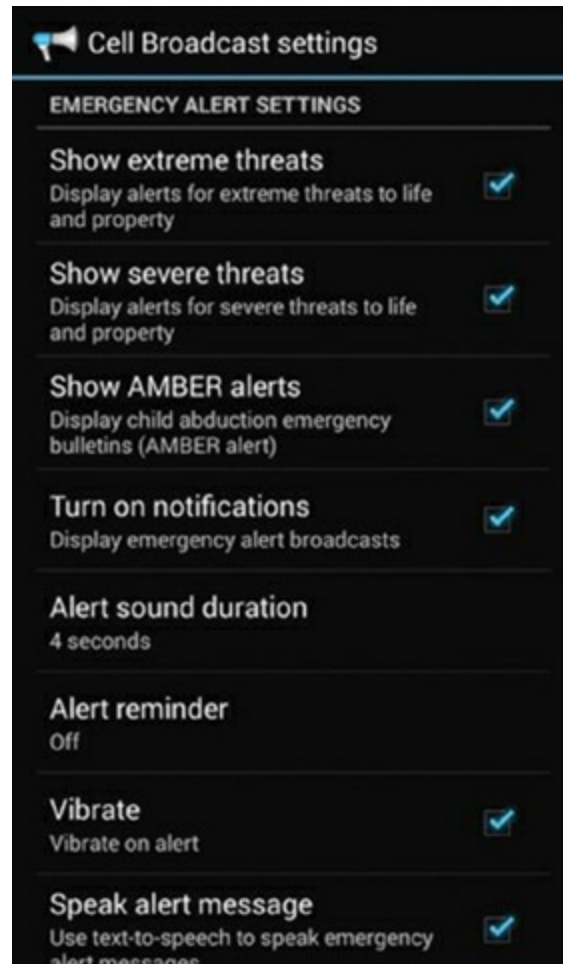 Cell Broadcast settings
EMERGENCY ALERT SETTINGS
Show extreme threats
Display alerts for extreme threats to life
and property
Show severe threats
Display alerts for severe threats to life
and property
Show AMBER alerts
Display child abduction emergency
bulletins (AMBER alert)
Turn on notifications
Display emergency alert broadcasts
Alert sound duration
4 seconds
Alert reminder
Off
Vibrate
Vibrate on alert
Speak alert message
Use text-to-speech to speak emergency
alert messages